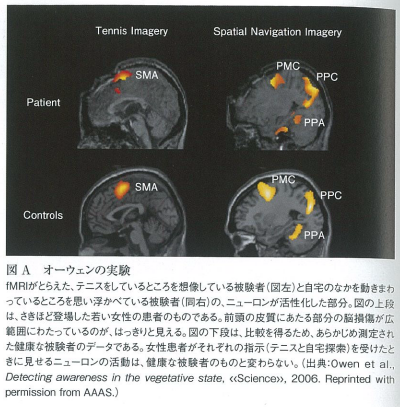 Tennis Imagery
Spatial Navigation Imagery
SMA
PMC
PPC
PPA
Patient
SMA
PMC
PPC
PPA
Controls
図 A オーウェンの実験
fMRIがとらえた、テニスをしているところを想像している被験者(図左)と自宅のなかを動きまわ
っているところを思い浮かべている被験者(同右)の、ニューロンが活性化した部分。図の上段
は、さきほど登場した若い女性の患者のものである。前頭の皮質にあたる部分の脳損傷が広
範囲にわたっているのが、はっきりと見える。図の下段は、比較を得るため、あらかじめ測定され
た健康な被験者のデータである。女性患者がそれぞれの指示(テニスと自宅探索)を受けたと
きに見せるニューロンの活動は、健康な被験者のものと変わらない。(出典:Owen et al.,
Detecting awareness in the vegetative state, <<Science>>, 2006. Reprinted with
permission from AAAS.)